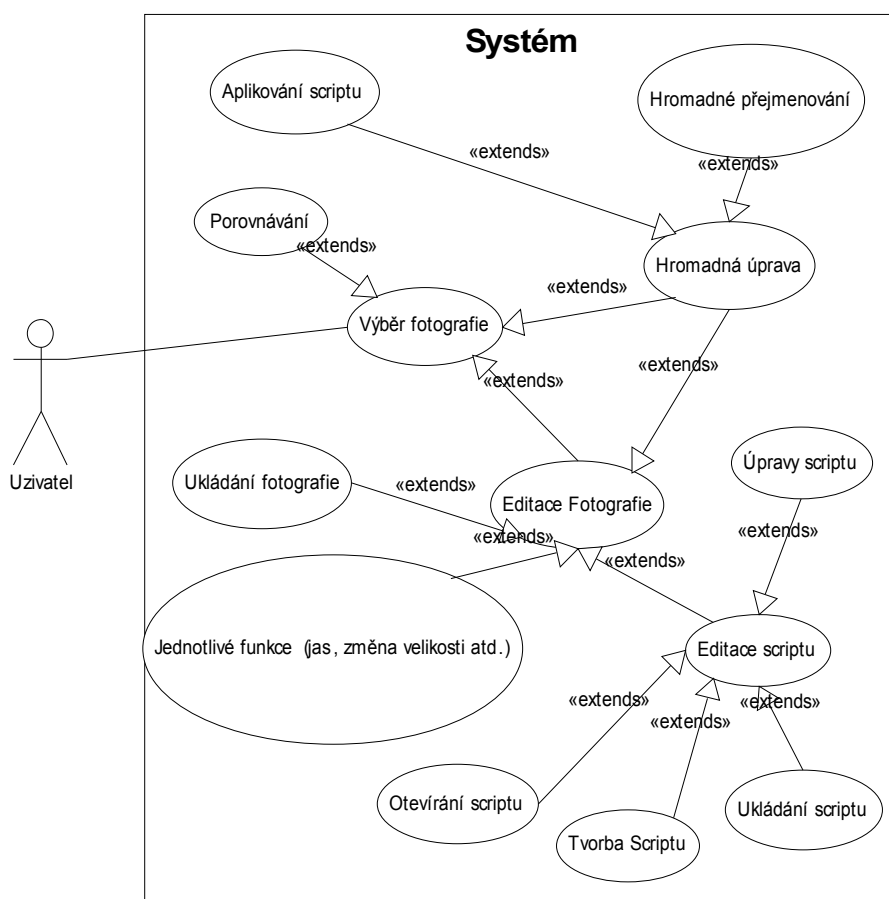 Systém
Aplikování scriptu
Hromadné přejmenování
«extends»
«extends»
Porovnávání
«extends»
Hromadná úprava
«extends»
Výběr fotografie
«extends»
«extends»
Uzivatel
Ukládání fotografie
«extends»
Editace Fotografie
Úpravy scriptu
«extends»
«extends»
«extends»
Jednotlivé funkce (jas, změna velikosti atd.)
Editace scriptu
«extends»
«extends»
«extends»
Otevírání scriptu
Tvorba Scriptu
Ukládání scriptu